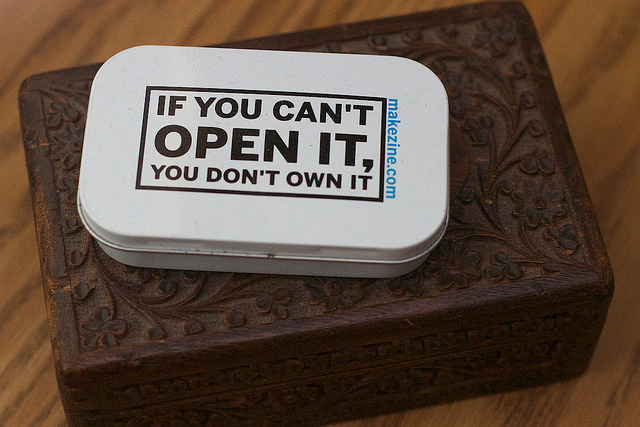 IF YOU CAN'T
OPEN IT,
YOU DON'T OWN IT
makezine.com